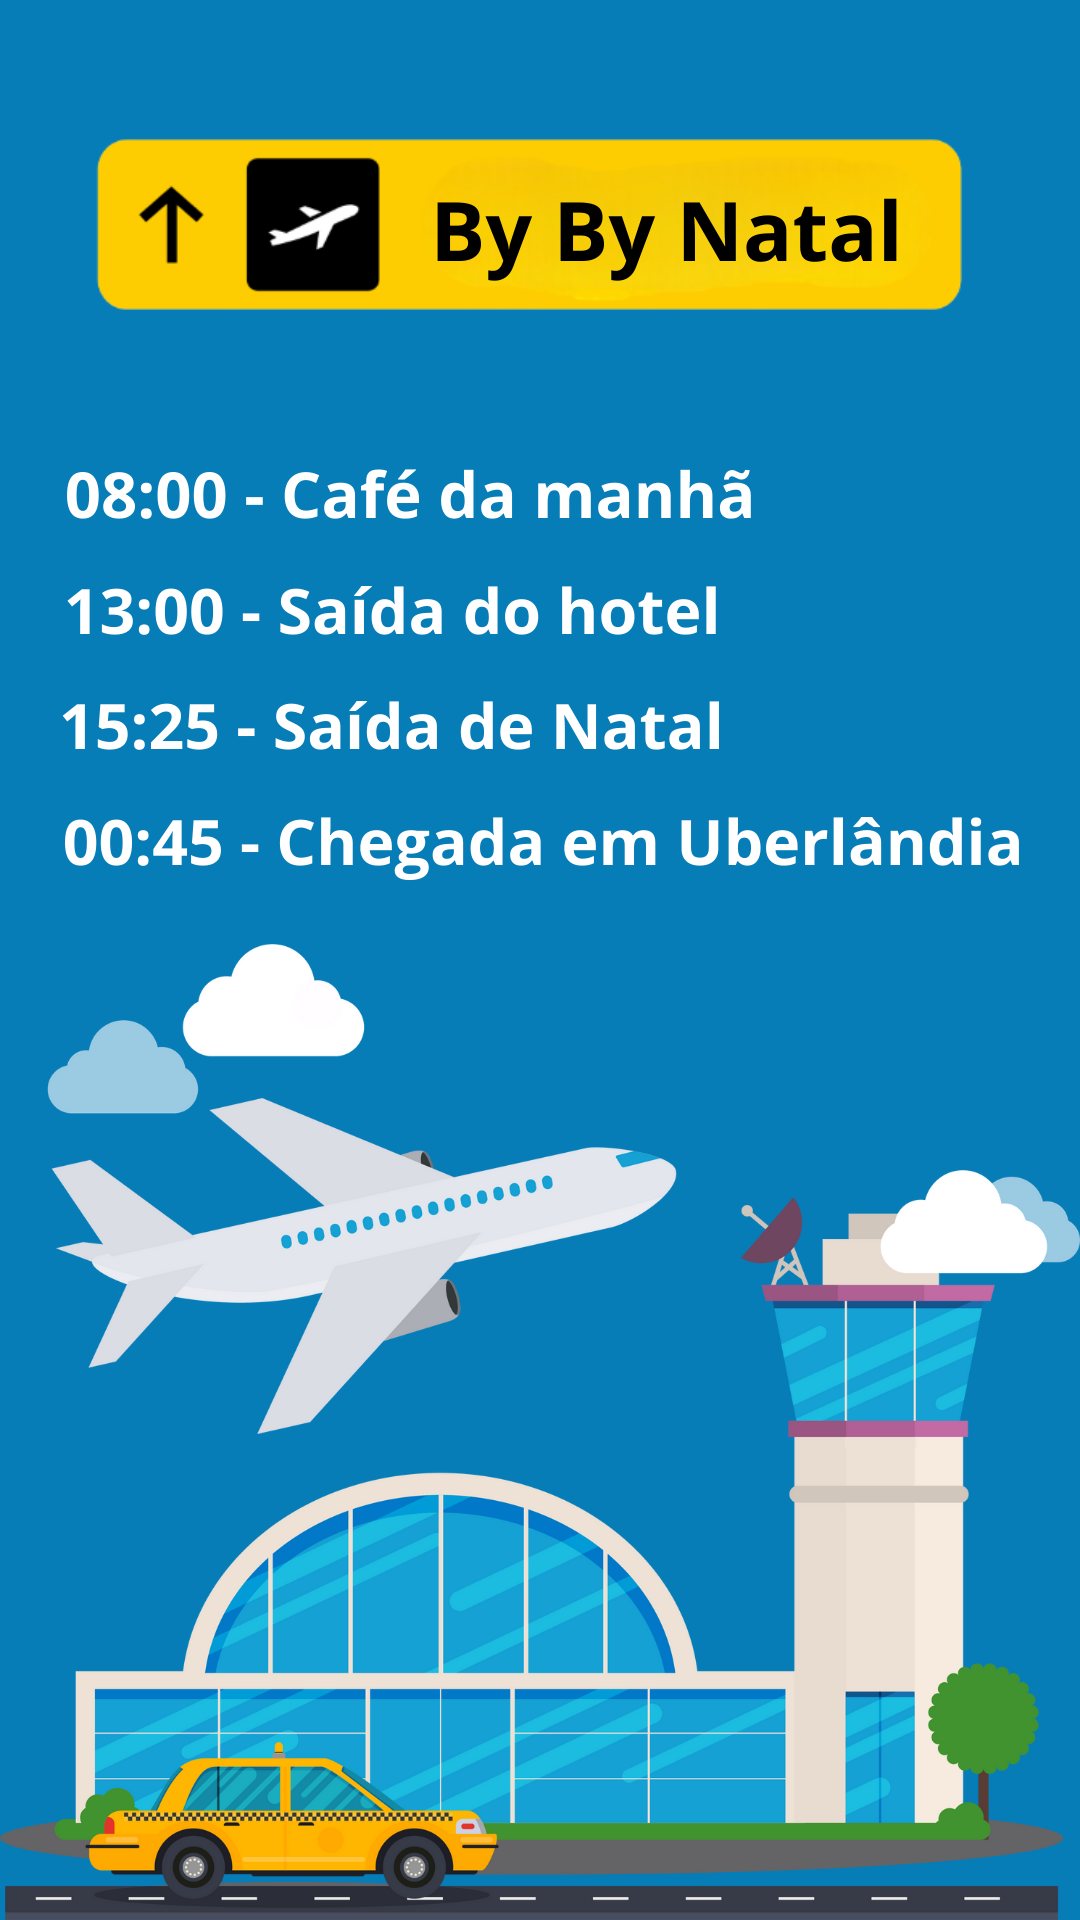 By By Natal
08:00 - Café da manhã
13:00 - Saída do hotel
15:25 - Saída de Natal
00:45 - Chegada em Uberlândia